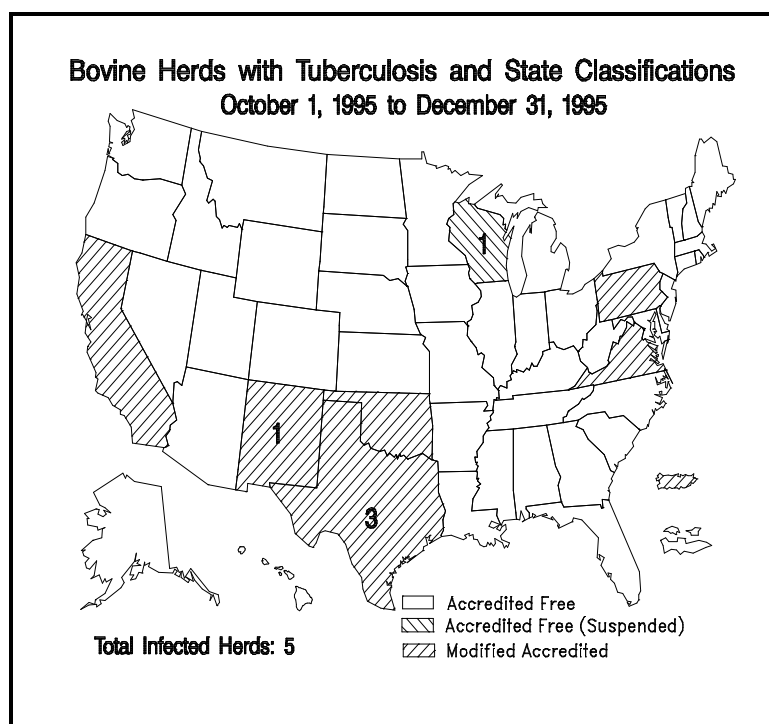 Bovine Herds with Tuberculosis and State Classifications
October 1, 1995 to December 31, 1995
1
1
3
Accredited Free
Accredited Free (Suspended)
Modified Accredited
Total Infected Herds: 5